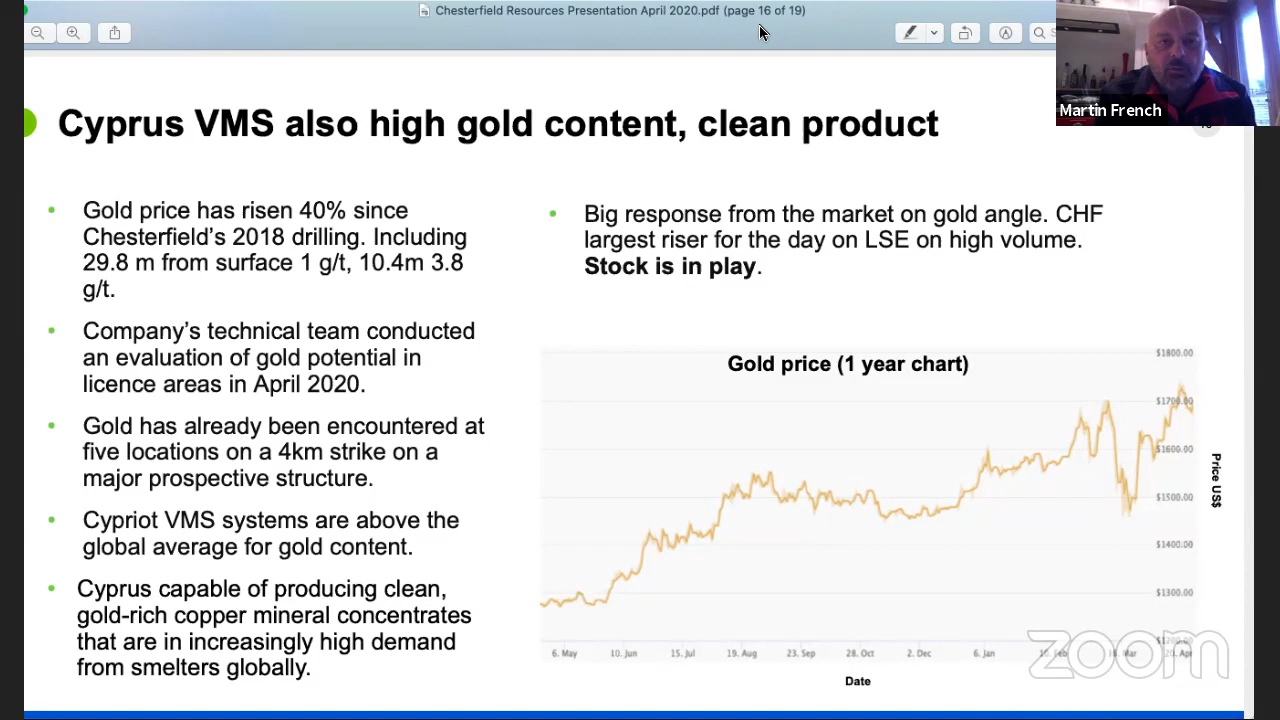 Chesterfield Resources Presentation April 2020.pdf (page 16 of 19)
Martin French
Cyprus VMS also high gold content, clean product
• Gold price has risen 40% since
Chesterfield's 2018 drilling. Including
29.8 m from surface 1 g/t, 10.4m 3.8
g/t.
• Company's technical team conducted
an evaluation of gold potential in
licence areas in April 2020.
• Gold has already been encountered at
five locations on a 4km strike on a
major prospective structure.
• Cypriot VMS systems are above the
global average for gold content.
• Cyprus capable of producing clean,
gold-rich copper mineral concentrates
that are in increasingly high demand
from smelters globally.
• Big response from the market on gold angle. CHF
largest riser for the day on LSE on high volume.
Stock is in play.
Gold price (1 year chart)
$1800.00
$1700.00
$1600.00
$1500.00
$1400.00
$1300.00
$1200.00
Price US$
6. May 10. Jun 15. Jul 19. Aug 23. Sep 28. Oct 2. Dec 6. Jan 10. Feb Mar 20. Apr
Date
zoom